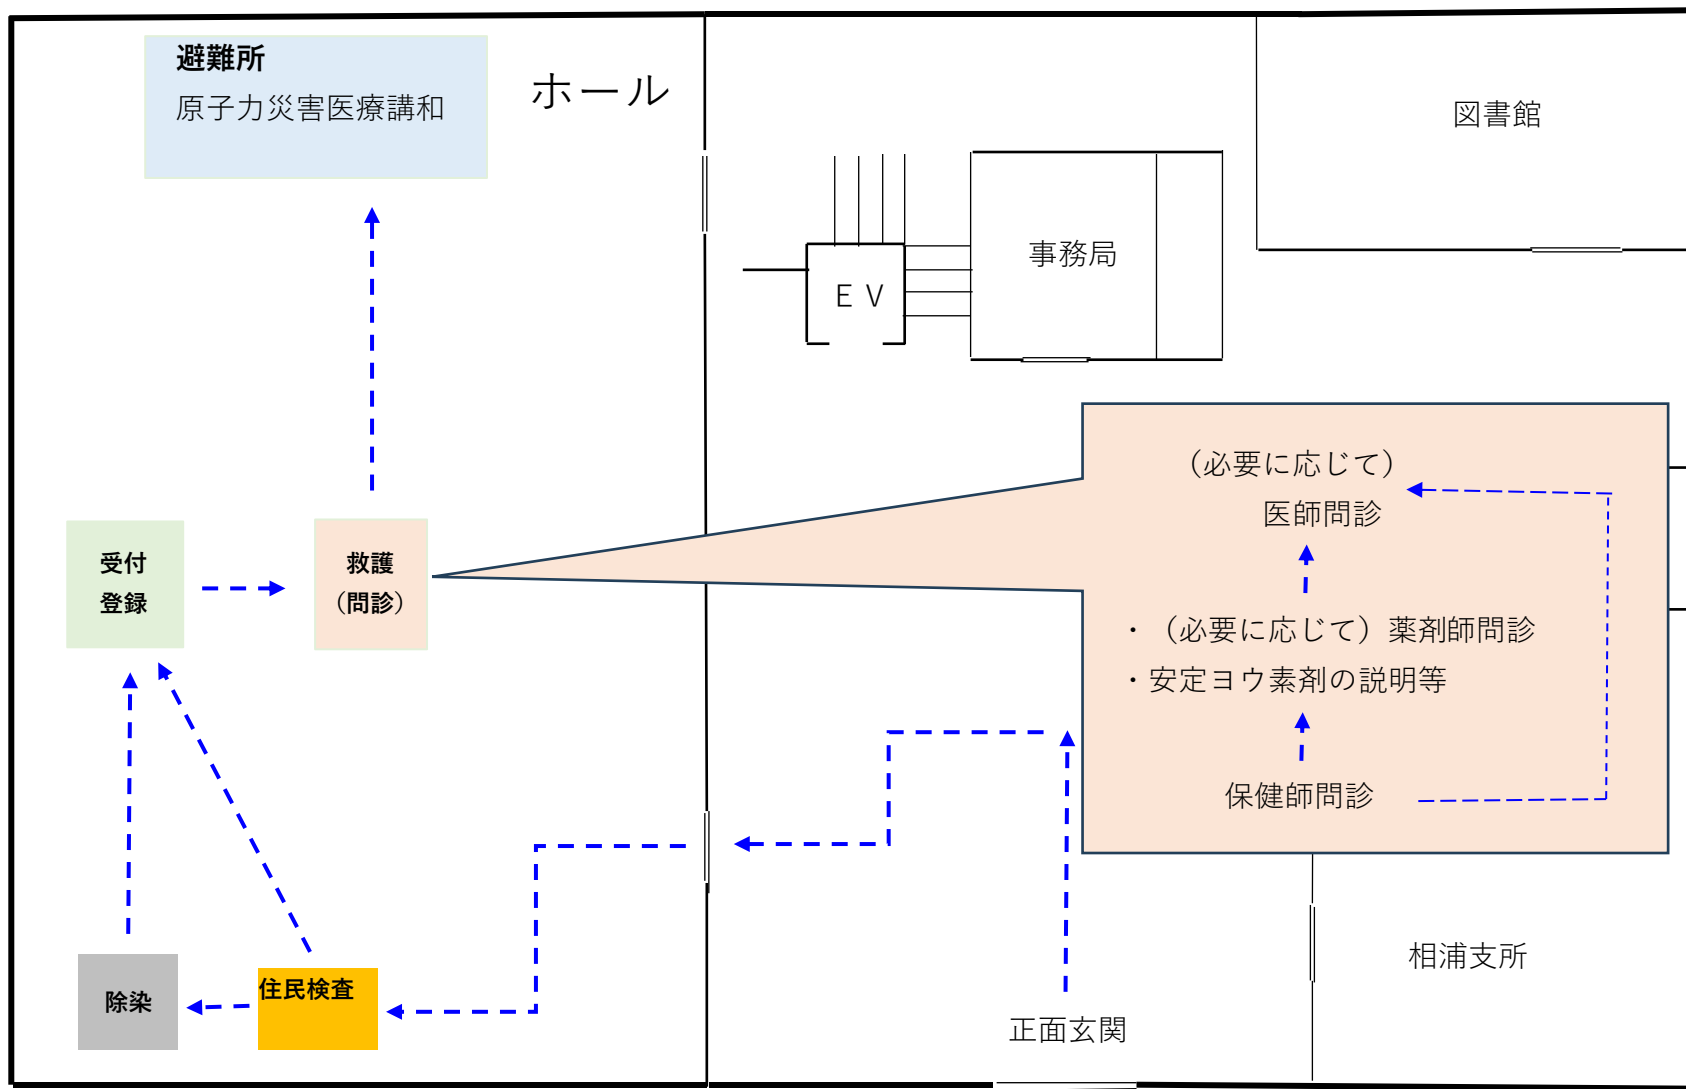 避難所
原子力災害医療講和
ホール
図書館
事務局
ＥＶ
（必要に応じて）
医師問診
・（必要に応じて）薬剤師問診
・安定ヨウ素剤の説明等
保健師問診
受付
登録
救護
（問診）
除染
住民検査
相浦支所
正面玄関